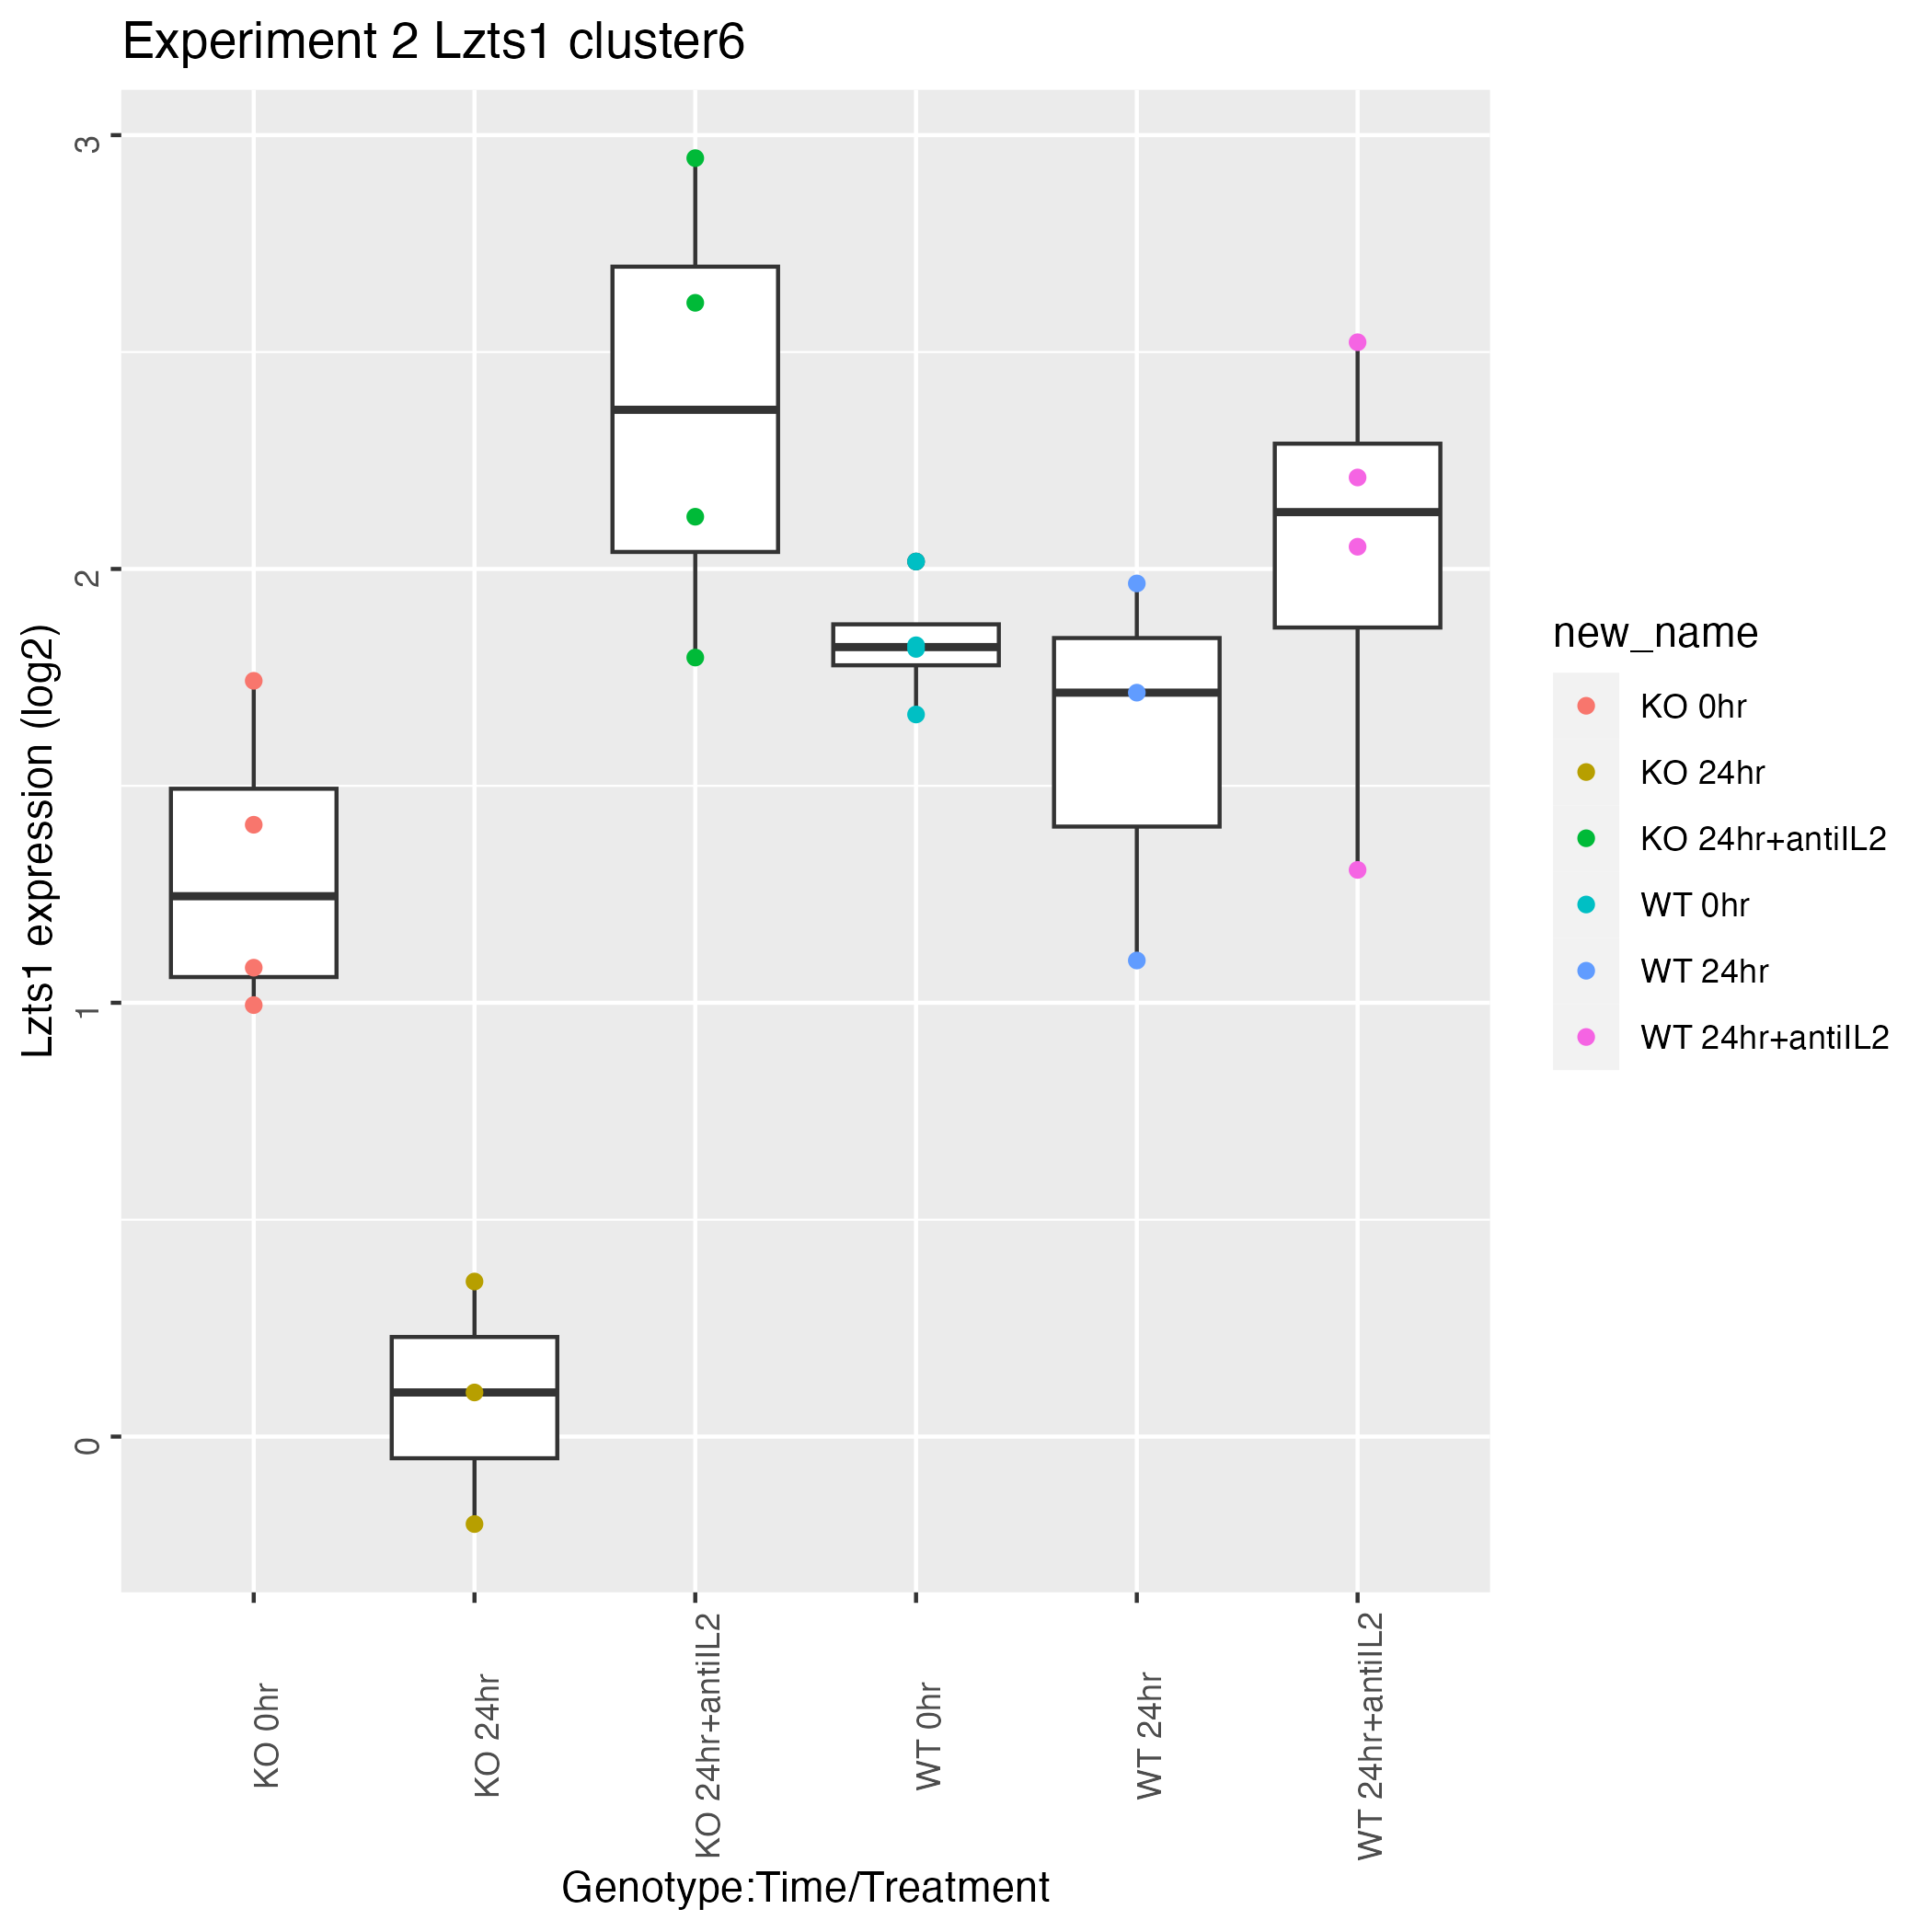 Experiment 2 Lzts1 cluster6
Lzts1 expression (log2)
3
2
1
0
KO 0hr
KO 24hr
KO 24hr+antiIL2
WT 0hr
WT 24hr
WT 24hr+antiIL2
Genotype:Time/Treatment
new_name
KO 0hr
KO 24hr
KO 24hr+antiIL2
WT 0hr
WT 24hr
WT 24hr+antiIL2